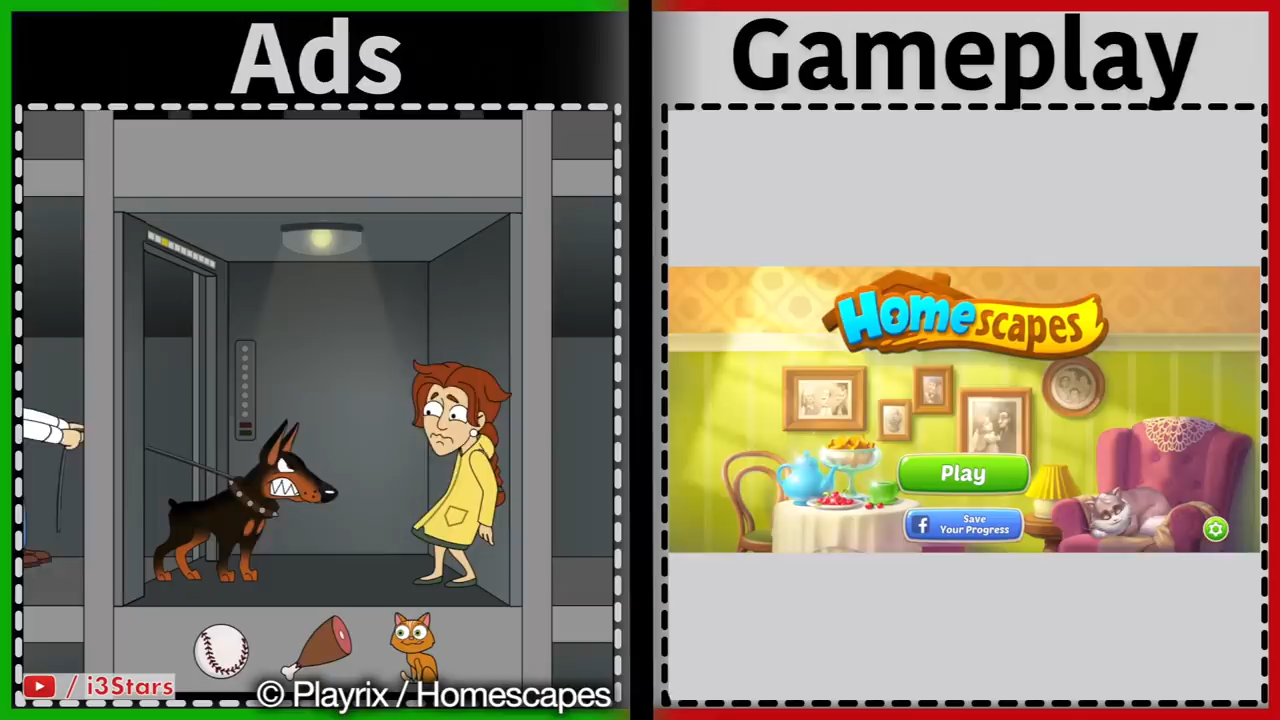 Ads
Gameplay
Homescapes
Play
Save
Your Progress
/ i3Stars
© Playrix / Homescapes